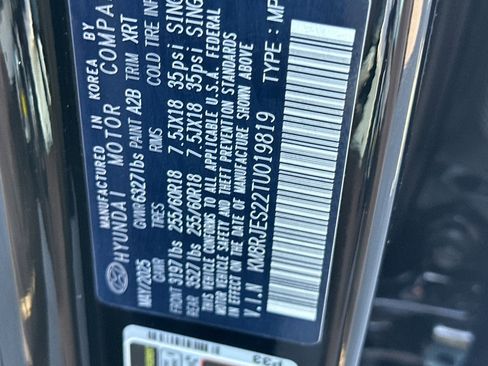 MANUFACTURED IN KOREA BY
HYUNDAI MOTOR COMPA
MAY/2025 GVWR 6327lbs PAINT A2B TRIM XRT
GAWR TIRES RIMS COLD TIRE INF
FRONT 3197lbs 255/60R18 7.5JX18 35psi SING
REAR 3527lbs 255/60R18 7.5JX18 35psi SING
THIS VEHICLE CONFORMS TO ALL APPLICABLE U.S.A. FEDERAL
MOTOR VEHICLE SAFETY AND THEFT PREVENTION STANDARDS
IN EFFECT ON THE DATE OF MANUFACTURE SHOWN ABOVE
V.I.N KM8RJES22TU019819 TYPE : MP
P33